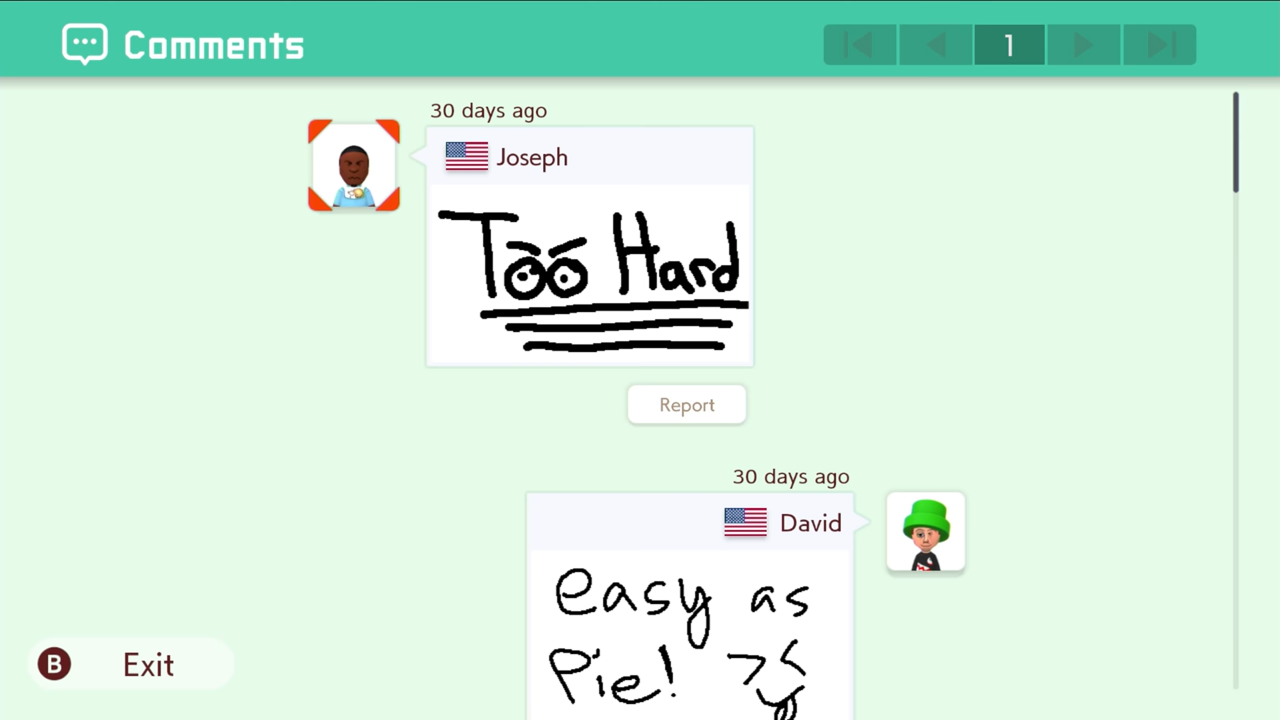 Comments
1
30 days ago
Joseph
Too Hard
Report
30 days ago
David
easy as
Pie!
B Exit